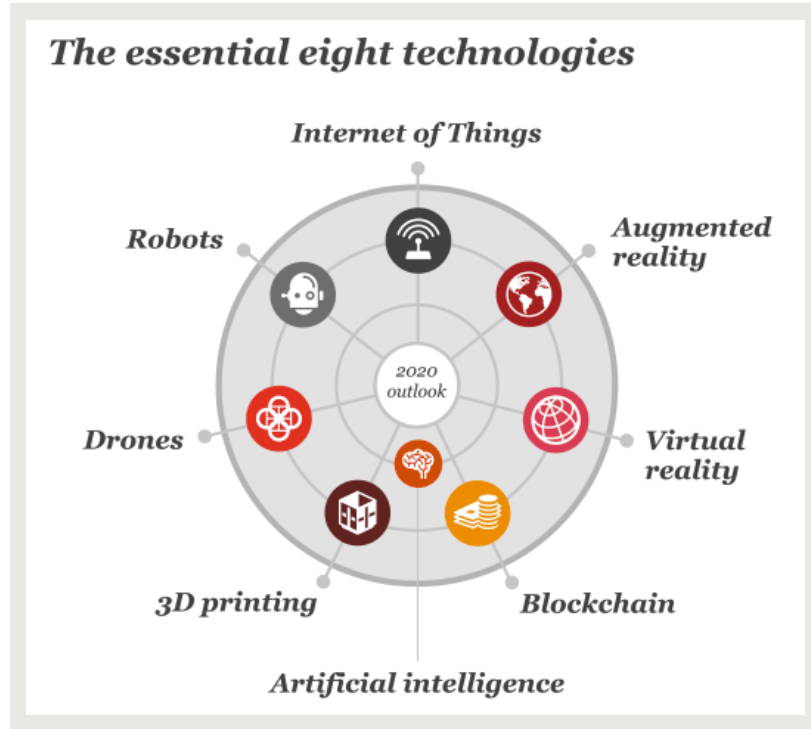 The essential eight technologies
Internet of Things
Robots
Augmented
reality
2020
outlook
Drones
Virtual
reality
3D printing
Blockchain
Artificial intelligence